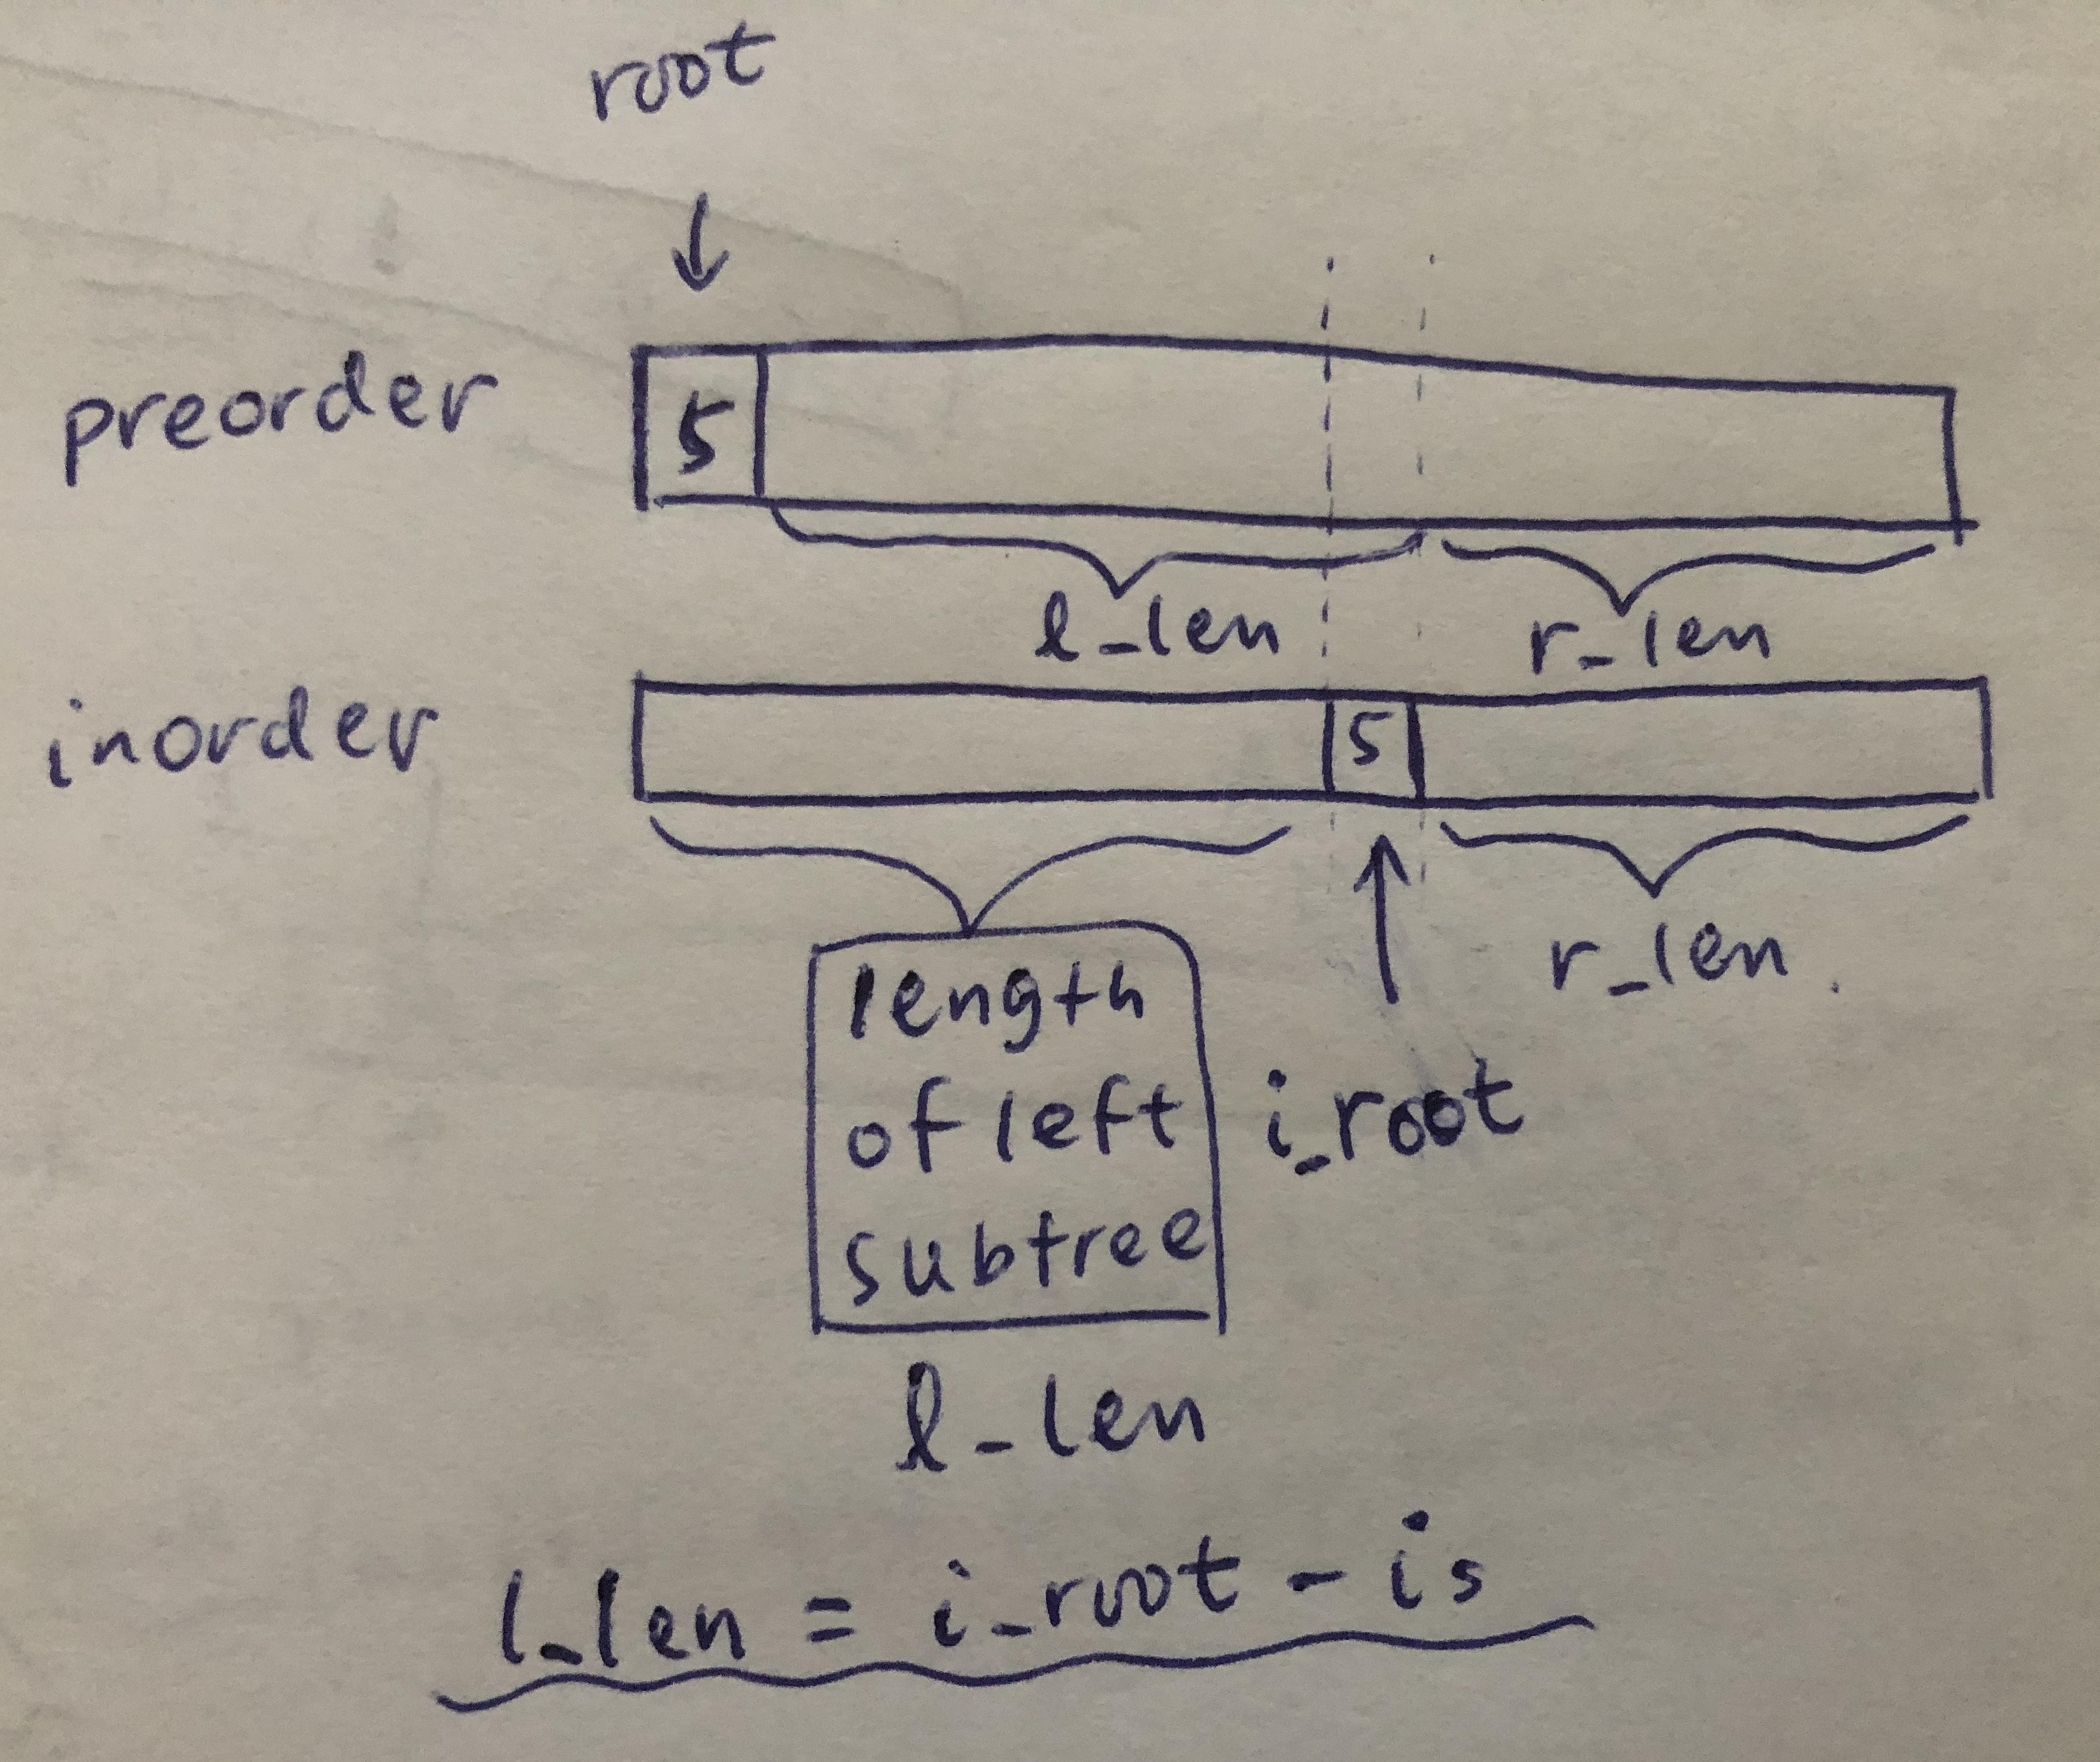 root
↓
preorder 5
l_len r_len
inorder 5
length
of left
subtree
↑
i_root
r_len.
l_len
l_len = i_root - is